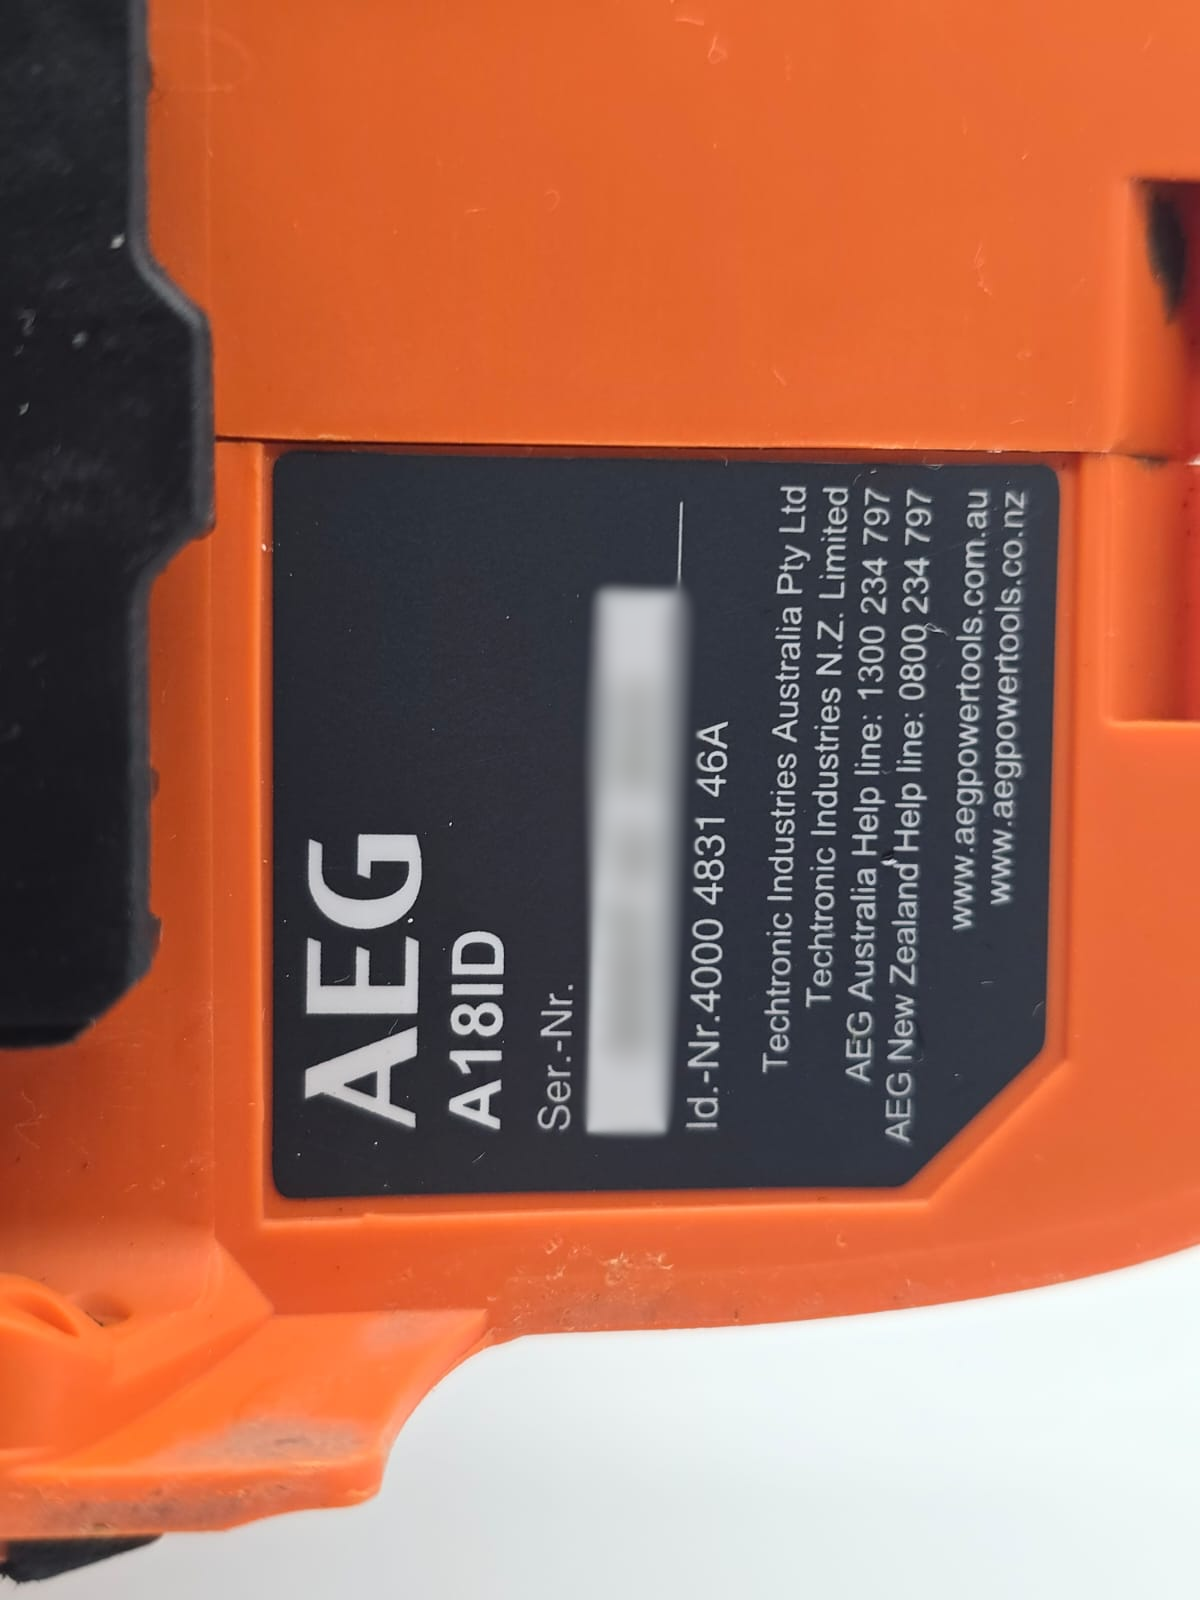 AEG
A18ID
Ser.-Nr.
Id.-Nr.4000 4831 46A
Techtronic Industries Australia Pty Ltd
Techtronic Industries N.Z. Limited
AEG Australia Help line: 1300 234 797
AEG New Zealand Help line: 0800 234 797
www.aegpowertools.com.au
www.aegpowertools.co.nz